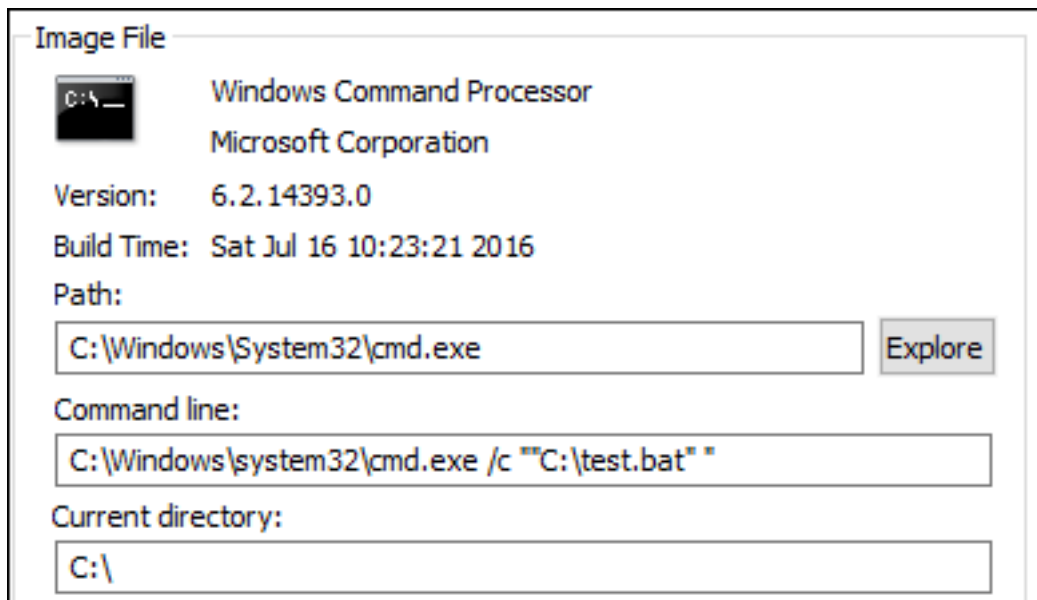 Image File
C:\
Windows Command Processor
Microsoft Corporation
Version: 6.2.14393.0
Build Time: Sat Jul 16 10:23:21 2016
Path:
C:\Windows\System32\cmd.exe Explore
Command line:
C:\Windows\system32\cmd.exe /c ""C:\test.bat" "
Current directory:
C:\